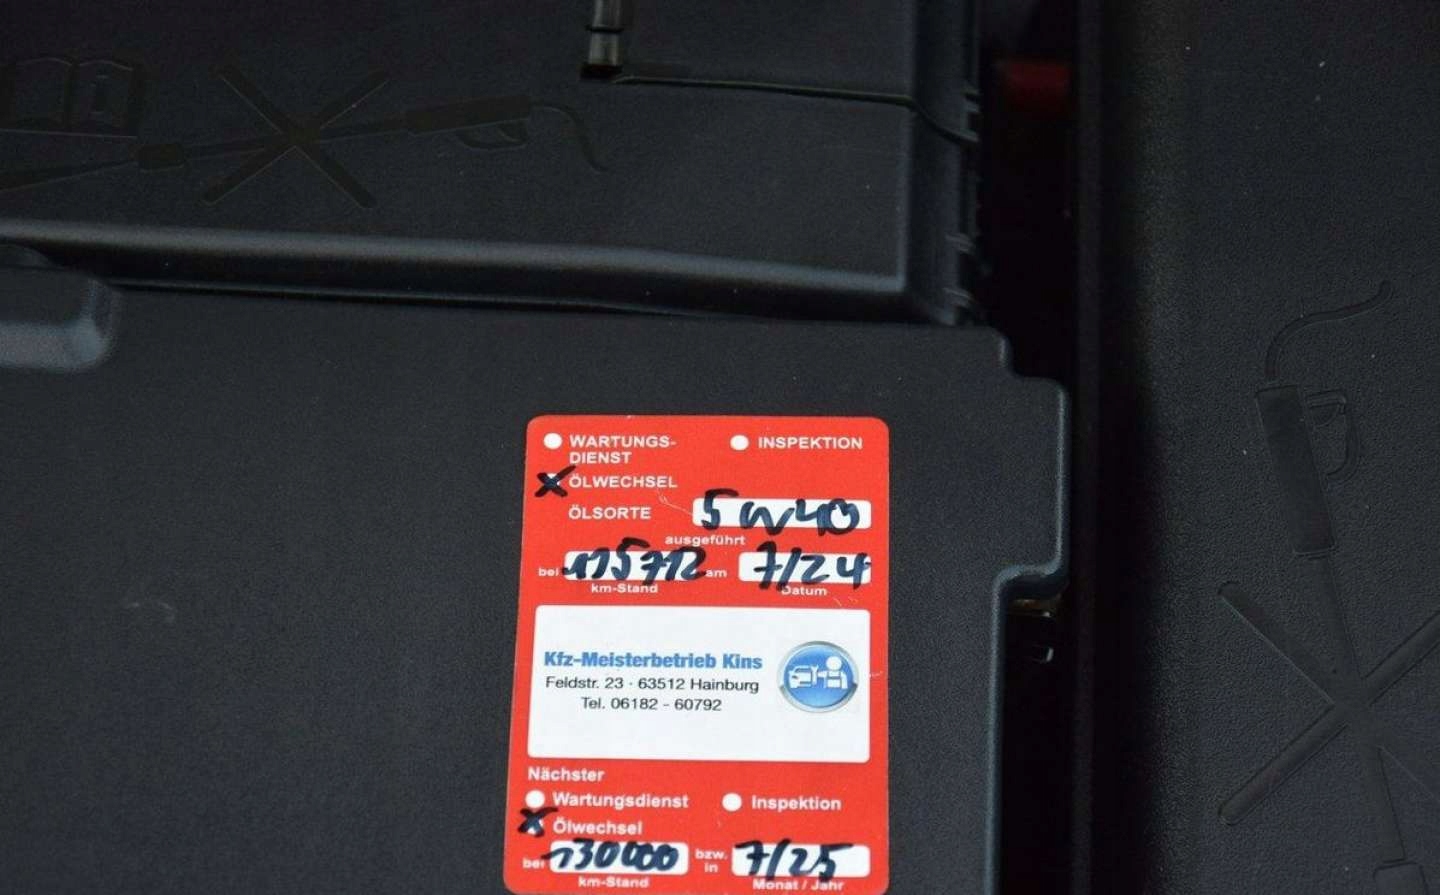 WARTUNGS-
DIENST
INSPEKTION
x ÖLWECHSEL
ÖLSORTE 5W40
ausgeführt
bei 115712 am 7/24
km-Stand Datum
Kfz-Meisterbetrieb Kins
Feldstr. 23 · 63512 Hainburg
Tel. 06182 - 60792
Nächster
Wartungsdienst Inspektion
x Ölwechsel
bei 130000 bzw. in 7/25
km-Stand Monat / Jahr